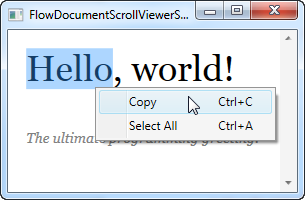 FlowDocumentScrollViewerS...
Hello, world!
Copy Ctrl+C
Select All Ctrl+A
The ultimate programming greeting!